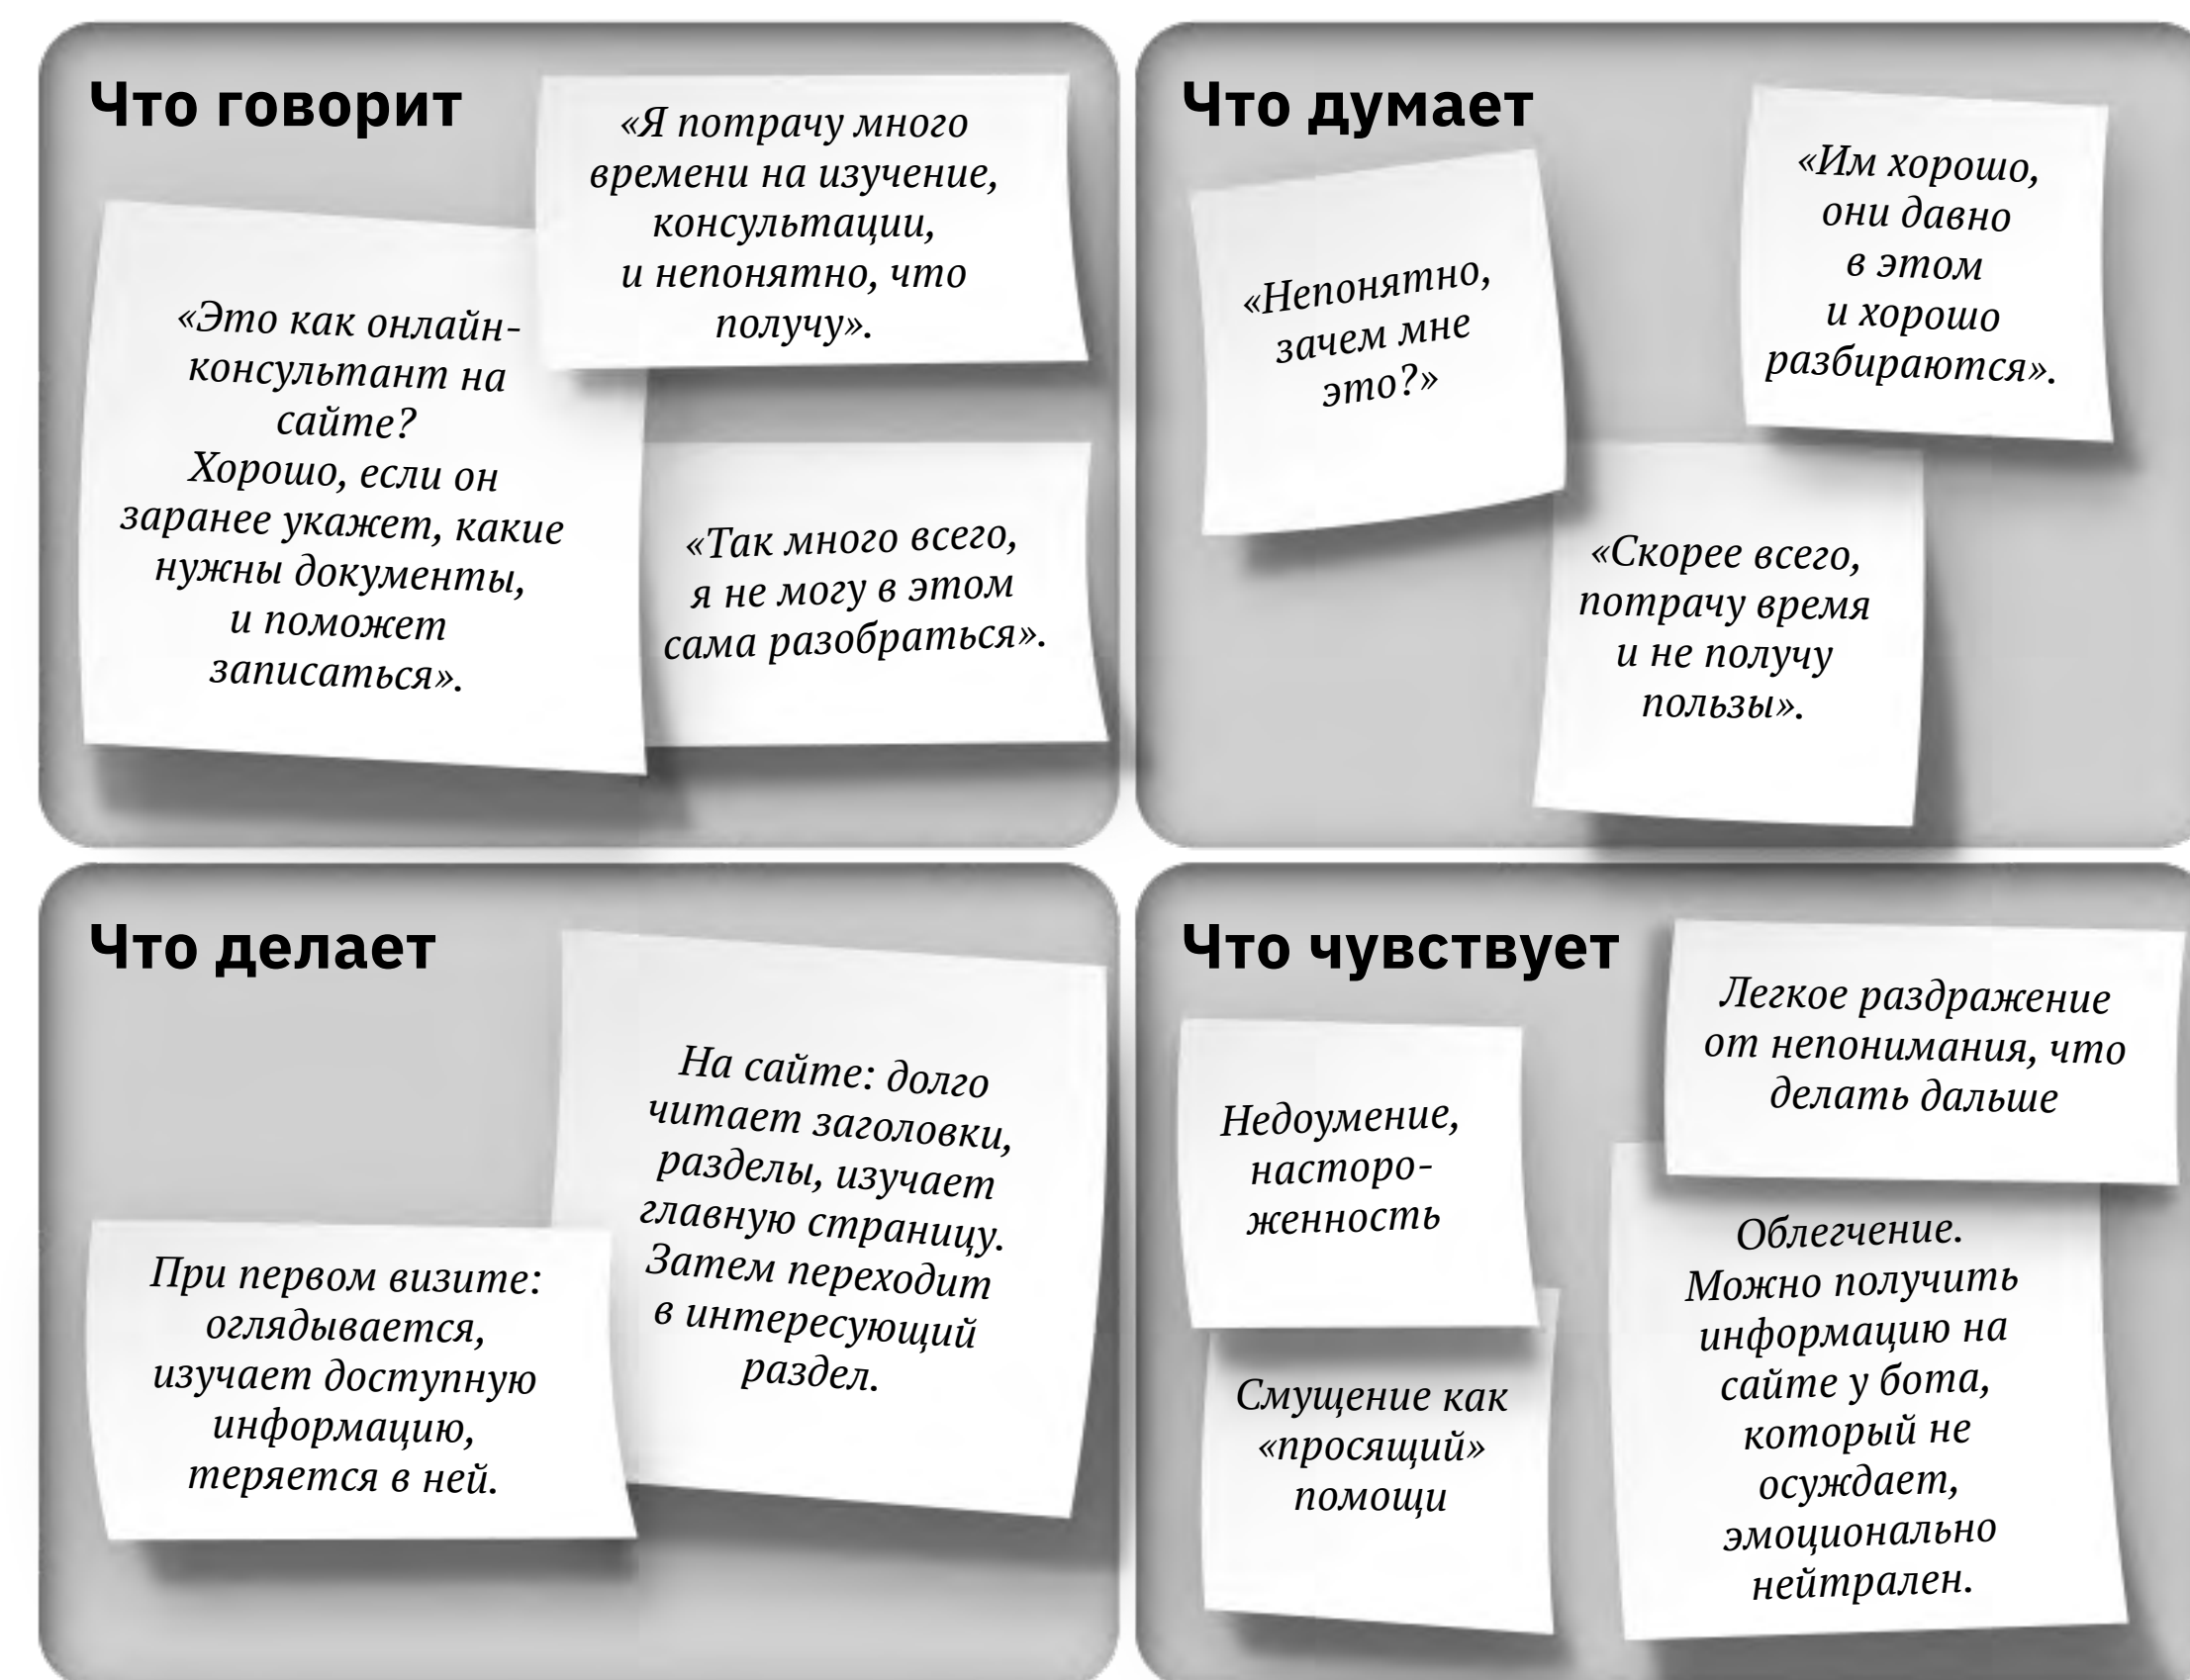 Что говорит
«Я потрачу много
времени на изучение,
консультации,
и непонятно, что
получу».
«Это как онлайн-
консультант на
сайте?
Хорошо, если он
заранее укажет, какие
нужны документы,
и поможет
записаться».
«Так много всего,
я не могу в этом
сама разобраться».
Что думает
«Непонятно,
зачем мне
это?»
«Им хорошо,
они давно
в этом
и хорошо
разбираются».
«Скорее всего,
потрачу время
и не получу
пользы».
Что делает
На сайте: долго
читает заголовки,
разделы, изучает
главную страницу.
Затем переходит
в интересующий
раздел.
При первом визите:
оглядывается,
изучает доступную
информацию,
теряется в ней.
Что чувствует
Легкое раздражение
от непонимания, что
делать дальше
Недоумение,
насторо-
женность
Смущение как
«просящий»
помощи
Облегчение.
Можно получить
информацию на
сайте у бота,
который не
осуждает,
эмоционально
нейтрален.